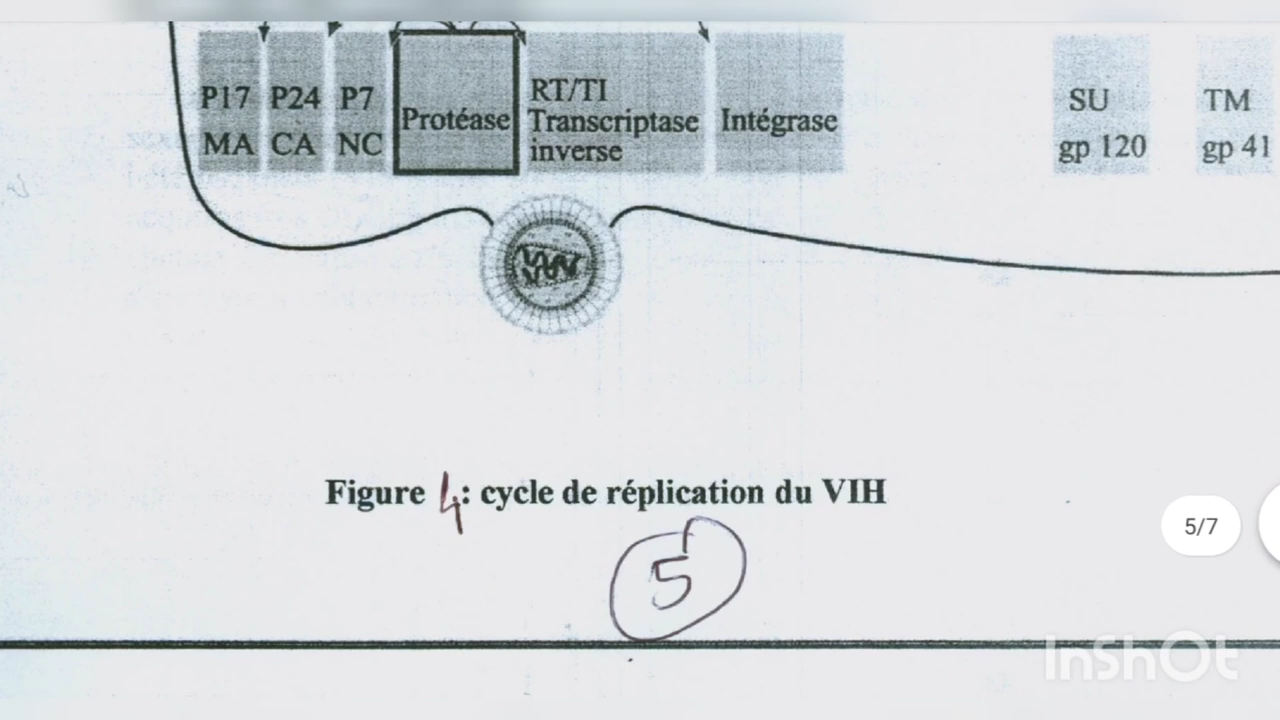 P17 MA
P24 CA
P7 NC
Protéase
RT/TI
Transcriptase
inverse
Intégrase
SU
gp 120
TM
gp 41
Figure 4: cycle de réplication du VIH
5
5/7
InShOt